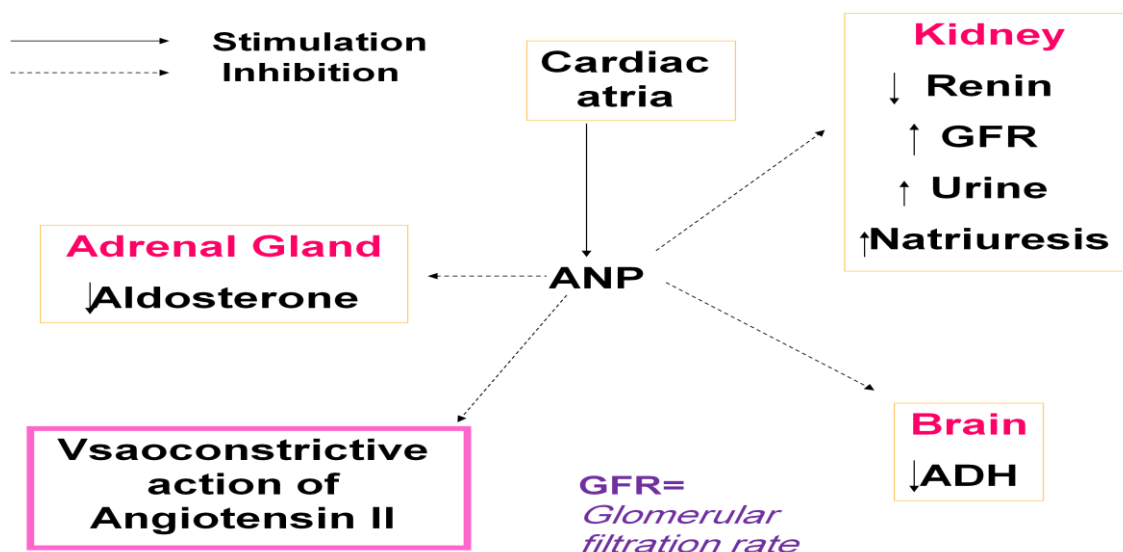 Stimulation
Inhibition
Cardiac
atria
Kidney
↓ Renin
↑ GFR
↑ Urine
↑Natriuresis
Adrenal Gland
↓Aldosterone
ANP
Vsaoconstrictive
action of
Angiotensin II
Brain
↓ADH
GFR=
Glomerular
filtration rate